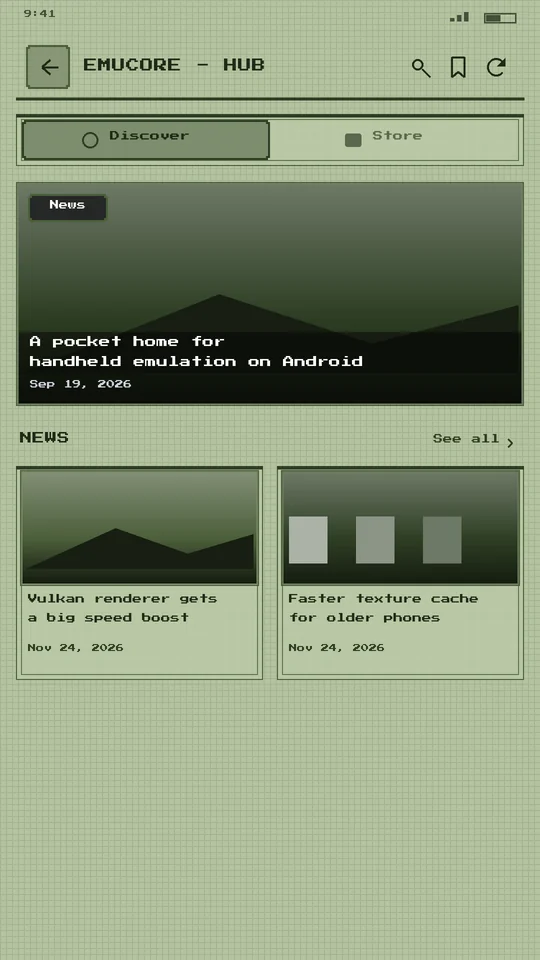 9:41
EMUCORE - HUB
Discover
Store
News
A pocket home for
handheld emulation on Android
Sep 19, 2026
NEWS
See all
Vulkan renderer gets
a big speed boost
Nov 24, 2026
Faster texture cache
for older phones
Nov 24, 2026